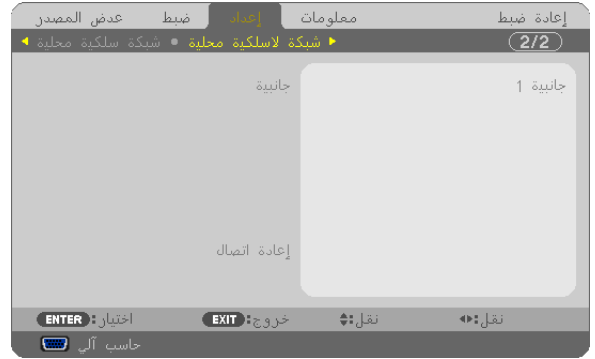 عدض المصدر ضبط إعداد معلومات إعادة ضبط
◀ شبكة سلكية محلية ● شبكة لاسلكية محلية ▶ 2/2
جانبية جانبية 1
إعادة اتصال
ENTER :اختيار EXIT :خروج نقل: نقل:
حاسب آلي